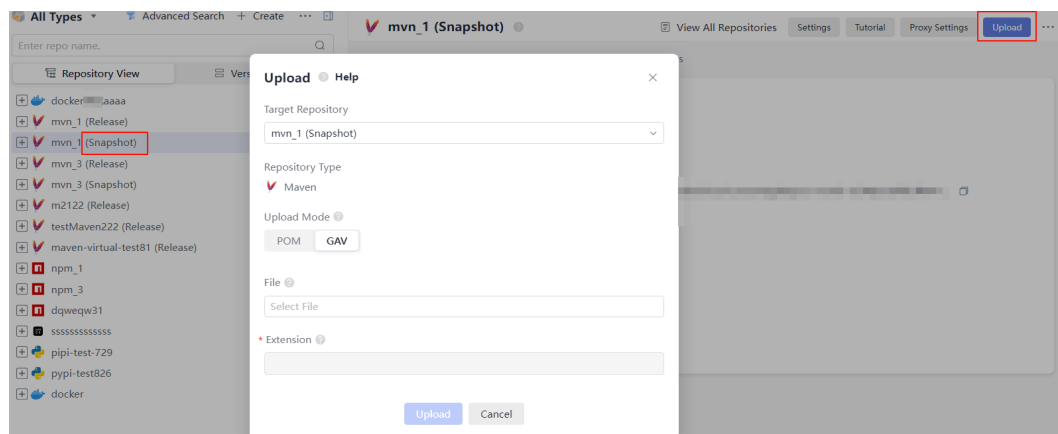 All Types
Advanced Search
+ Create
Enter repo name.
Repository View
Vers
docker aaaa
mvn_1 (Release)
mvn_1 (Snapshot)
mvn_3 (Release)
mvn_3 (Snapshot)
m2122 (Release)
testMaven222 (Release)
maven-virtual-test81 (Release)
npm_1
npm_3
dqweqw31
sssssssssssss
pipi-test-729
pypi-test826
docker
mvn_1 (Snapshot)
View All Repositories
Settings
Tutorial
Proxy Settings
Upload
s
Upload
Help
Target Repository
mvn_1 (Snapshot)
Repository Type
Maven
Upload Mode
POM
GAV
File
Select File
* Extension
Upload
Cancel